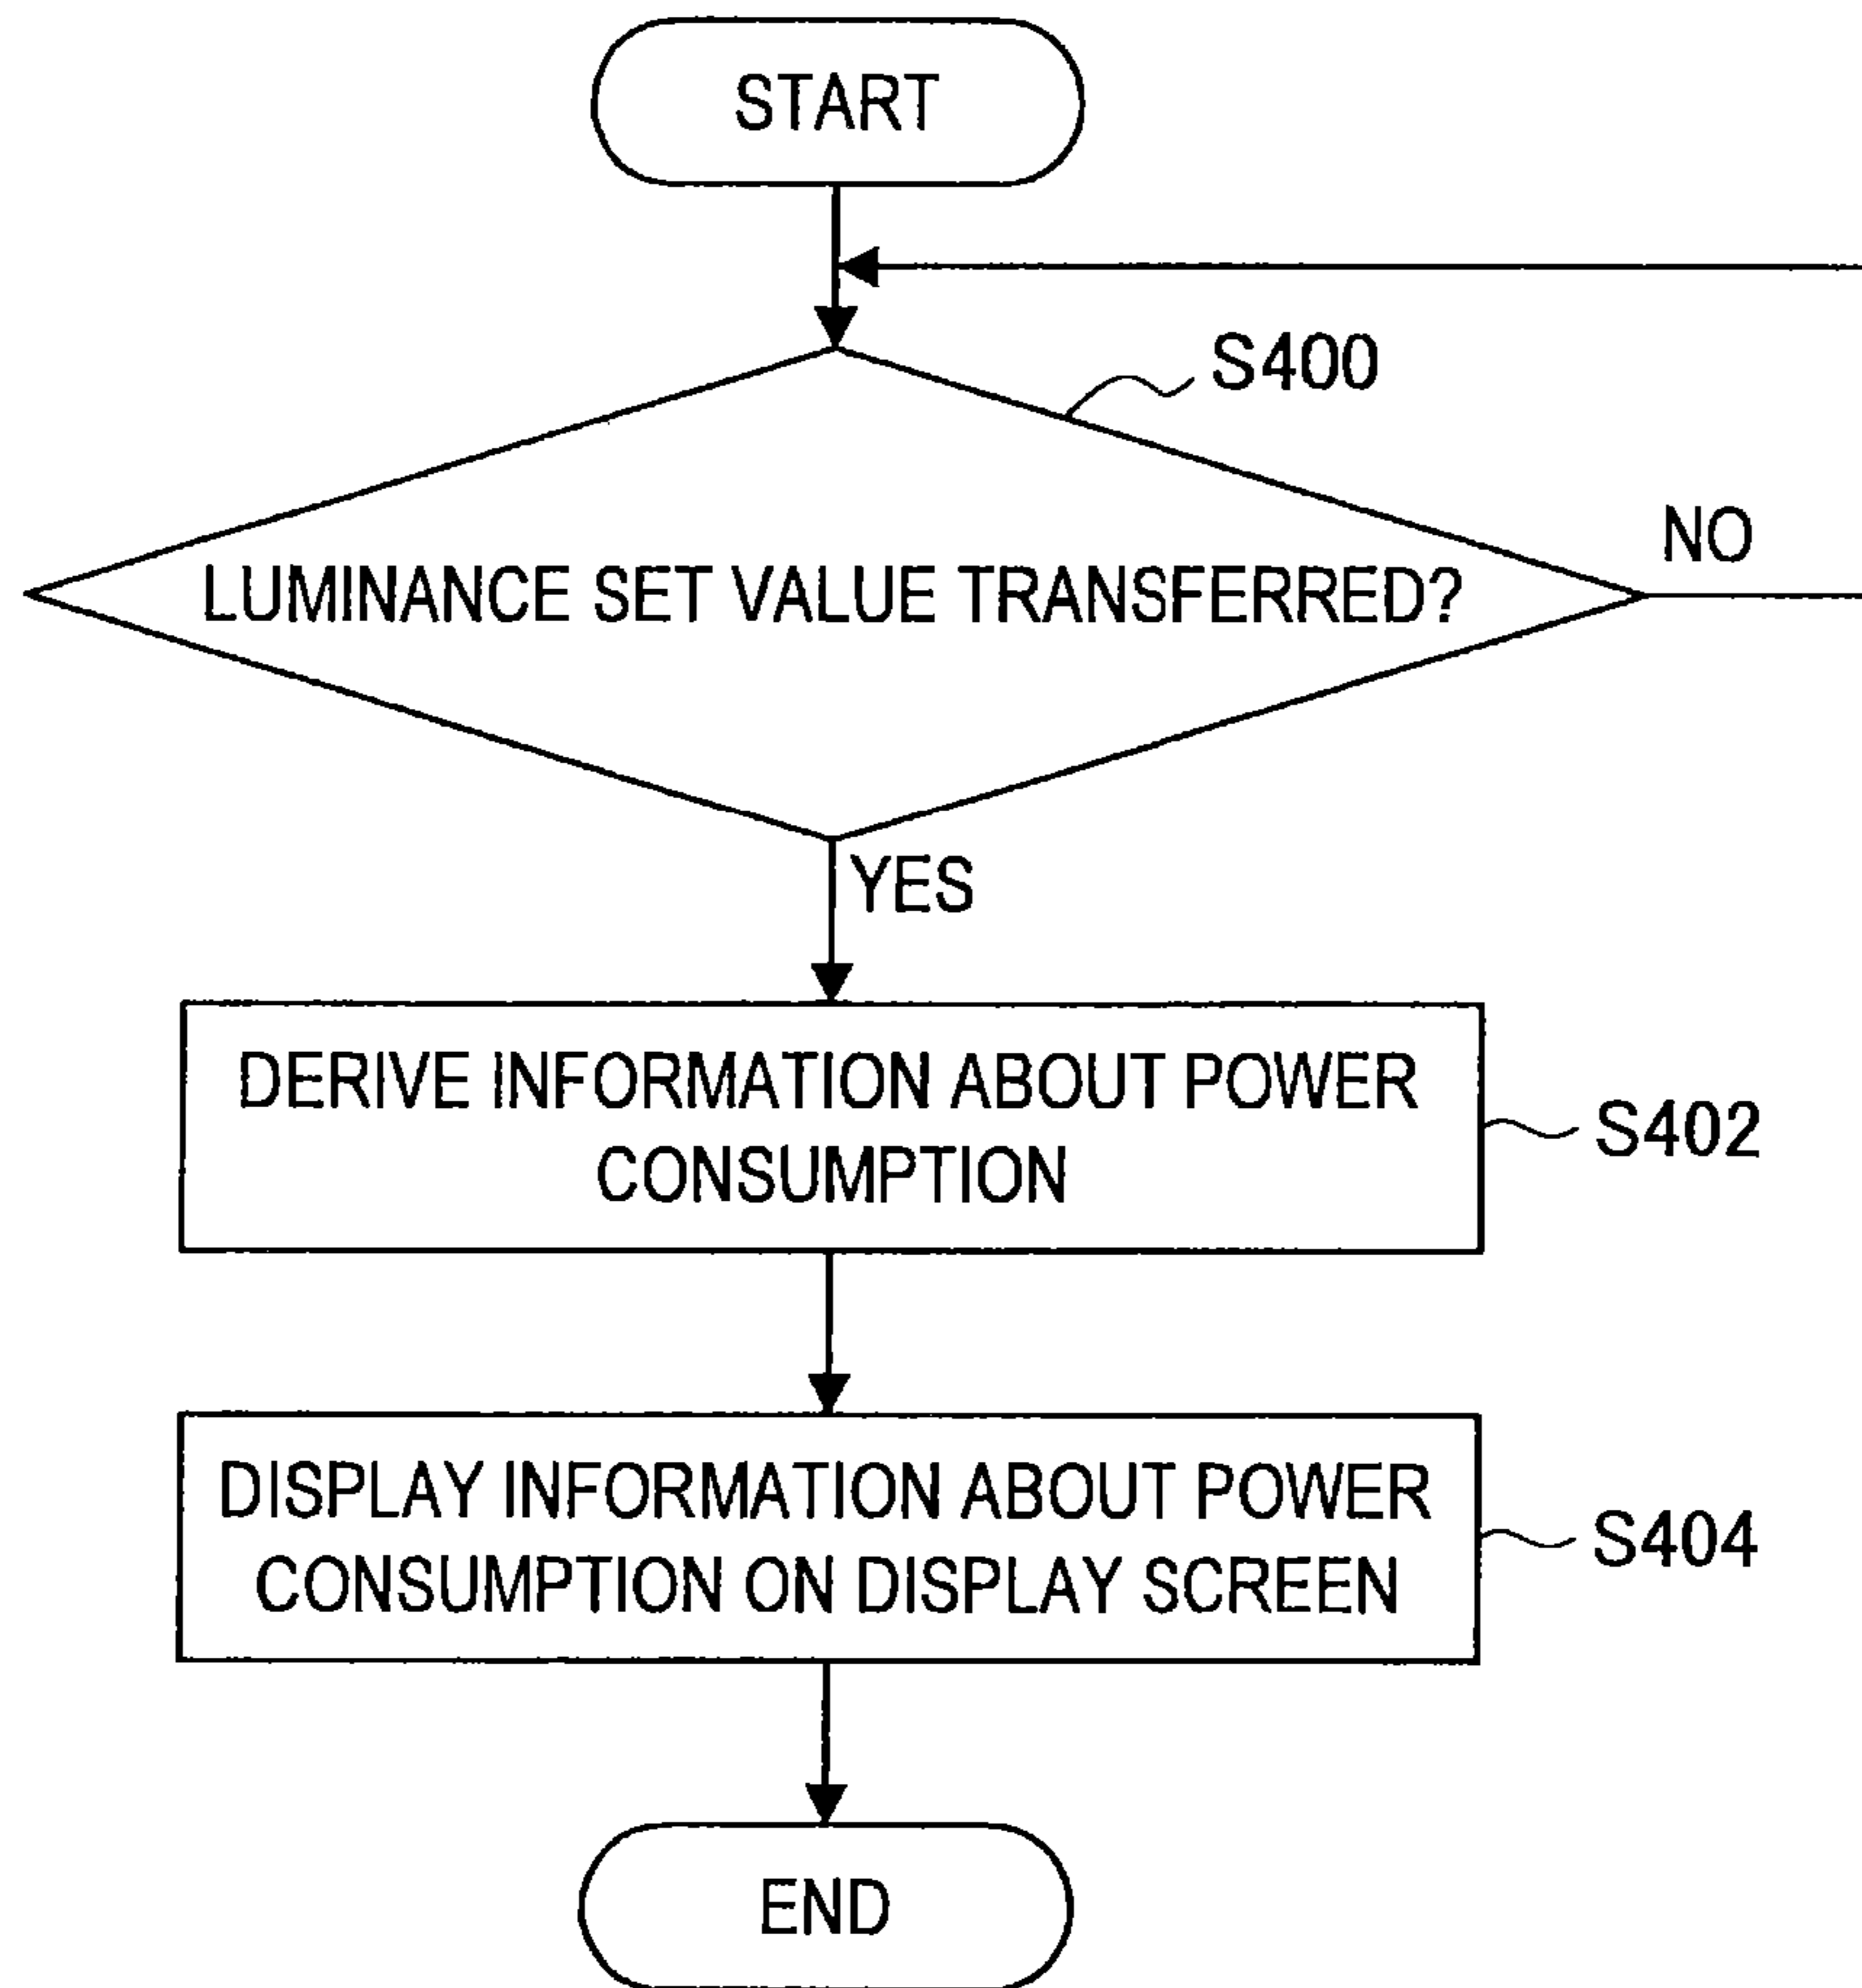 START
S400
NO
LUMINANCE SET VALUE TRANSFERRED?
YES
DERIVE INFORMATION ABOUT POWER
CONSUMPTION
S402
DISPLAY INFORMATION ABOUT POWER
CONSUMPTION ON DISPLAY SCREEN
S404
END